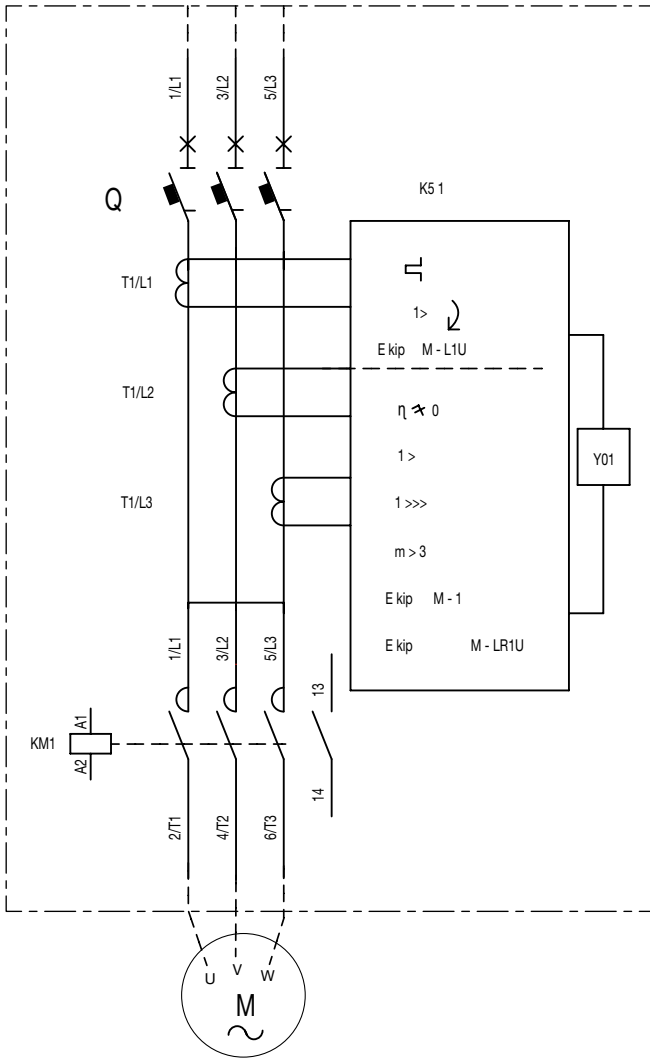 1/L1 3/L2 5/L3
Q
K5 1
T1/L1
1>
E kip M - L1U
T1/L2
η ≯ 0
Y01
1 >
T1/L3
1 >>>
m > 3
E kip M - 1
1/L1 3/L2 5/L3
E kip M - LR1U
13
KM1 A1
A2
14
2/T1 4/T2 6/T3
U V W
M